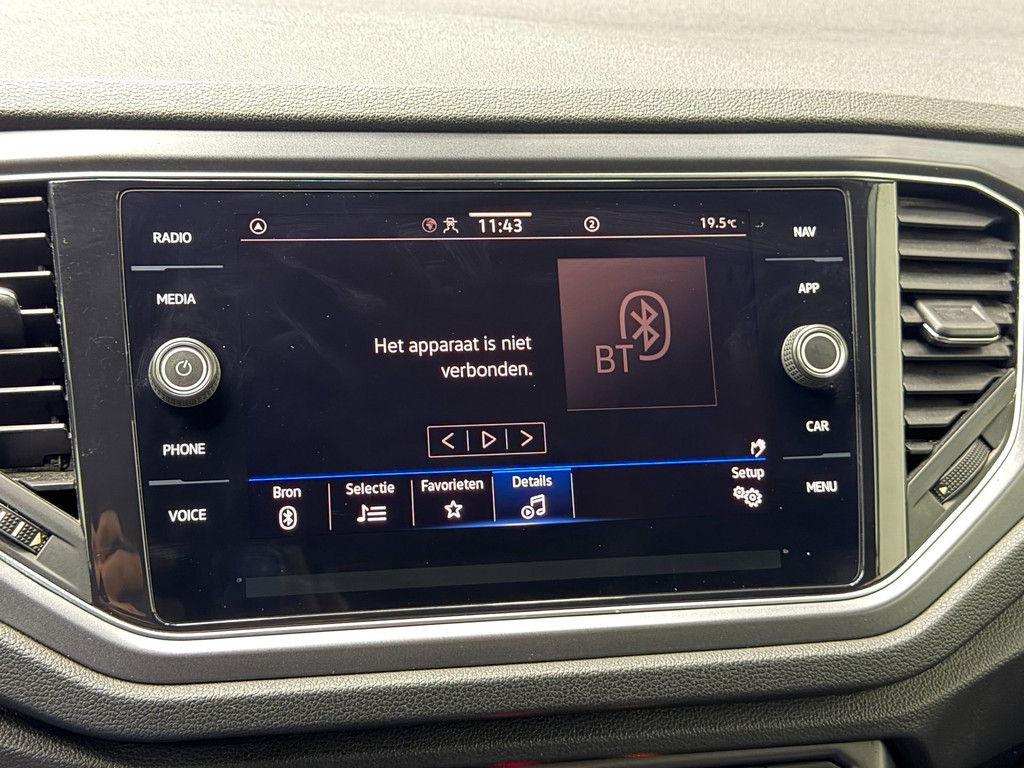 RADIO
MEDIA
PHONE
VOICE
11:43
2
19.5°C
Het apparaat is niet
verbonden.
BT
Bron
Selectie
Favorieten
Details
Setup
NAV
APP
CAR
MENU